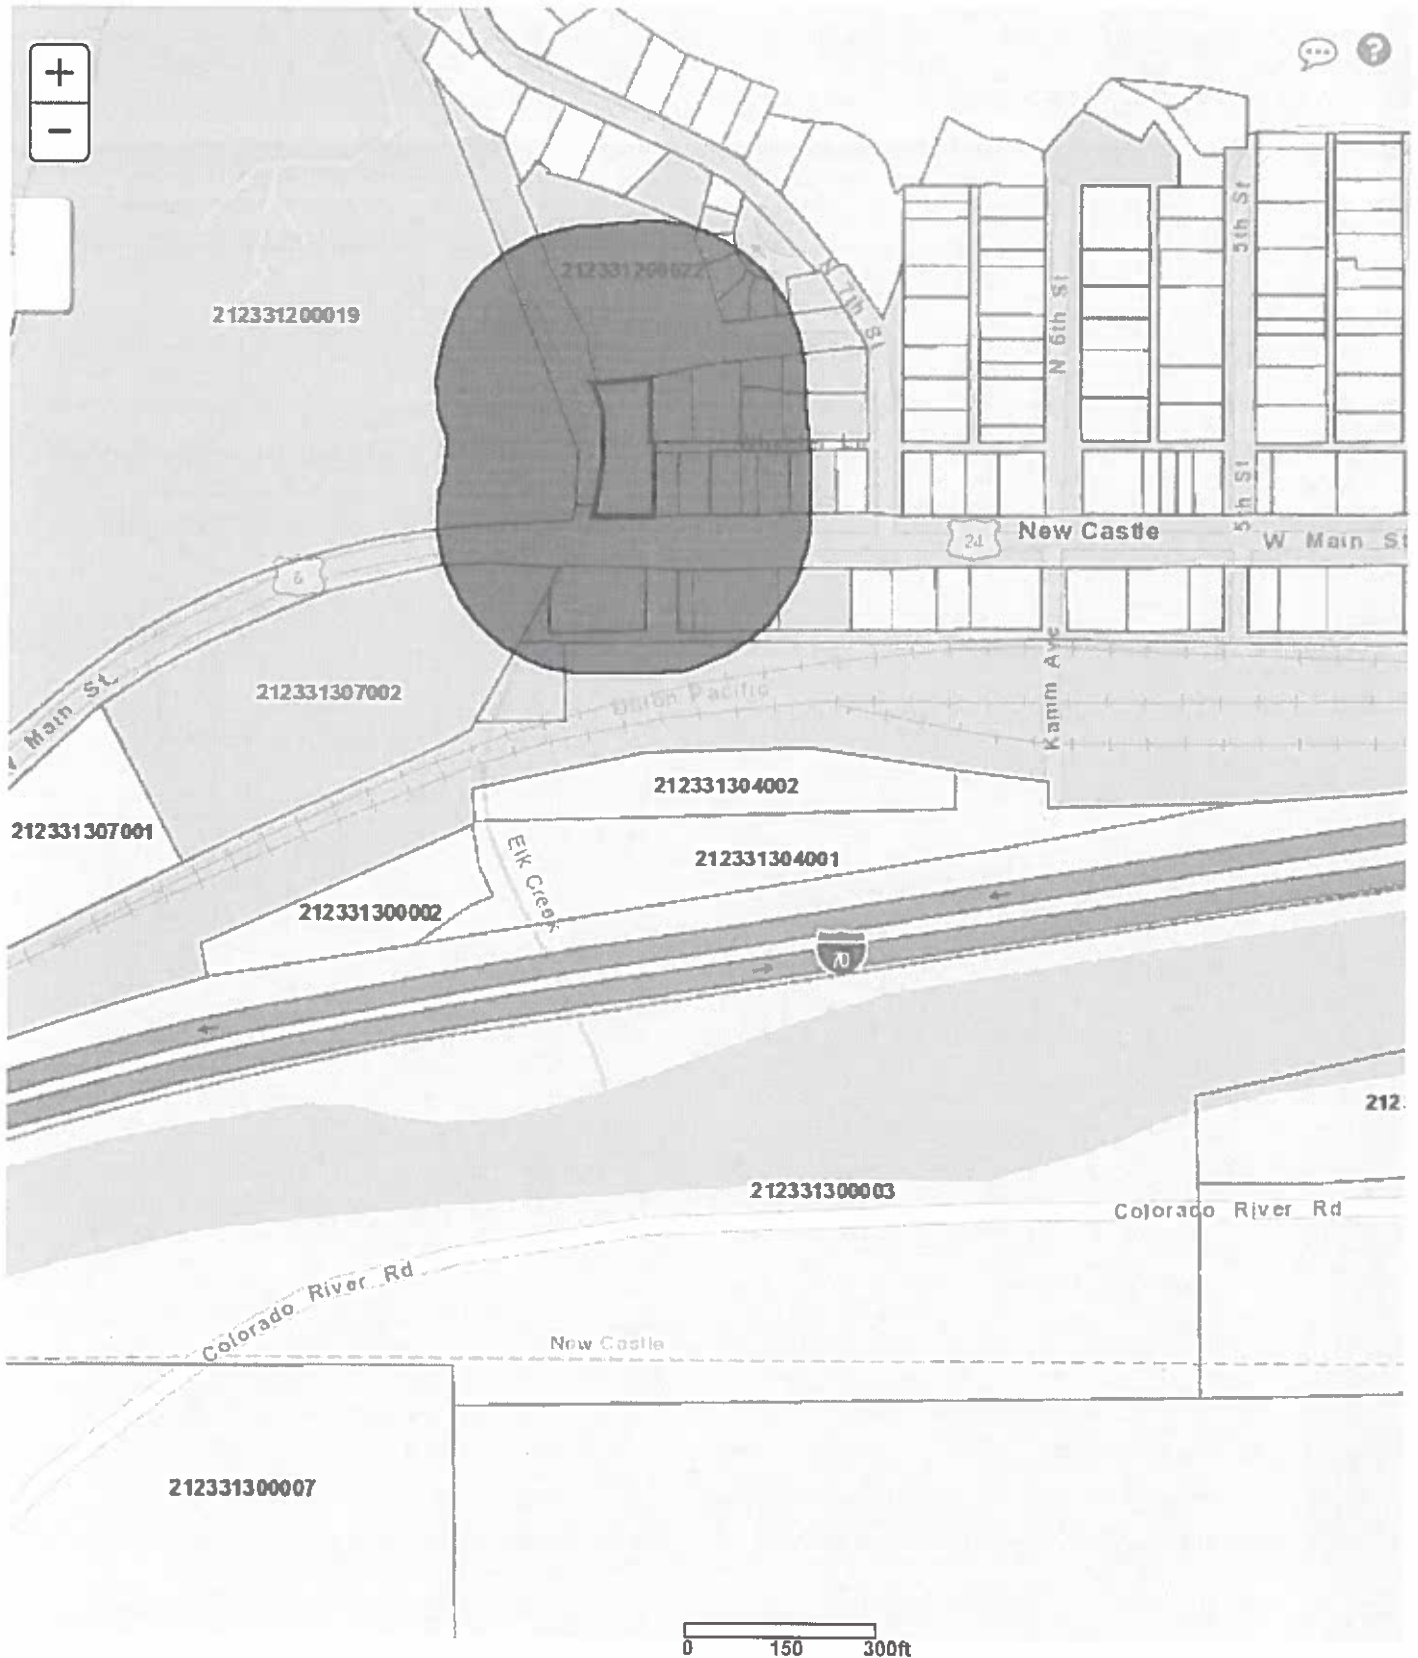 +
?
−
5th St
212331200022
7th St
N 6th St
212331200019
5th St
24
New Castle
W Main St
6
212331307002
Union Pacific
Kamm Ave
Main St.
212331304002
212331307001
212331304001
Elk Creek
212331300002
70
212
212331300003
Colorado River Rd
Colorado River Rd
New Castle
212331300007
0 150 300ft